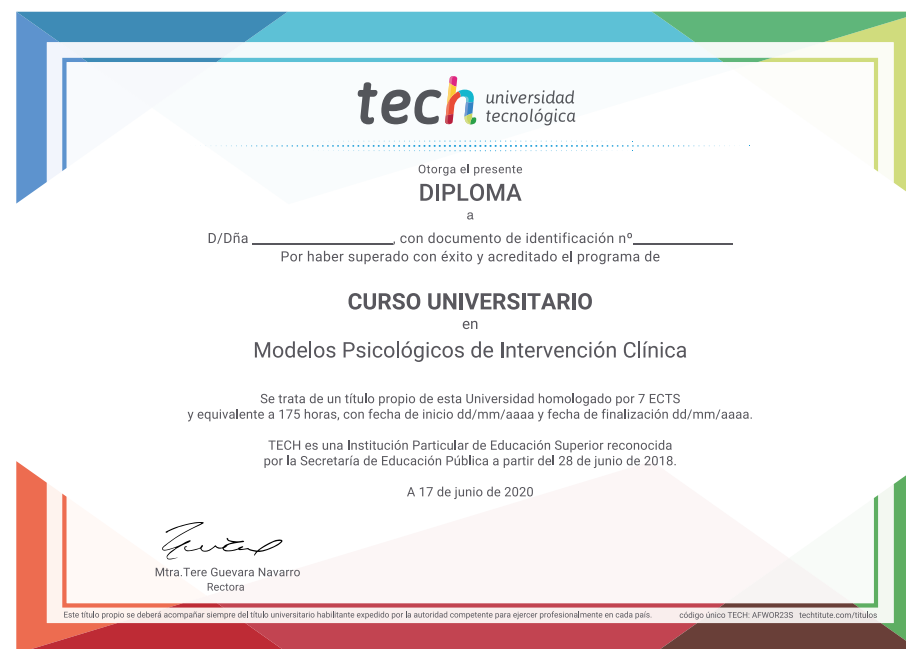 tech universidad
tecnológica
Otorga el presente
DIPLOMA
a
D/Dña ________________, con documento de identificación nº____________
Por haber superado con éxito y acreditado el programa de
CURSO UNIVERSITARIO
en
Modelos Psicológicos de Intervención Clínica
Se trata de un título propio de esta Universidad homologado por 7 ECTS
y equivalente a 175 horas, con fecha de inicio dd/mm/aaaa y fecha de finalización dd/mm/aaaa.
TECH es una Institución Particular de Educación Superior reconocida
por la Secretaría de Educación Pública a partir del 28 de junio de 2018.
A 17 de junio de 2020
Mtra.Tere Guevara Navarro
Rectora
Este título propio se deberá acompañar siempre del título universitario habilitante expedido por la autoridad competente para ejercer profesionalmente en cada país. código único TECH: AFWOR23S techtitute.com/titulos